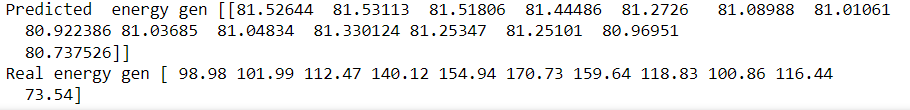 Predicted  energy gen [[81.52644  81.53113  81.51806  81.44486  81.2726   81.08988  81.01061
  80.922386 81.03685  81.04834  81.330124 81.25347  81.25101  80.96951
  80.737526]]
Real energy gen [ 98.98 101.99 112.47 140.12 154.94 170.73 159.64 118.83 100.86 116.44
  73.54]